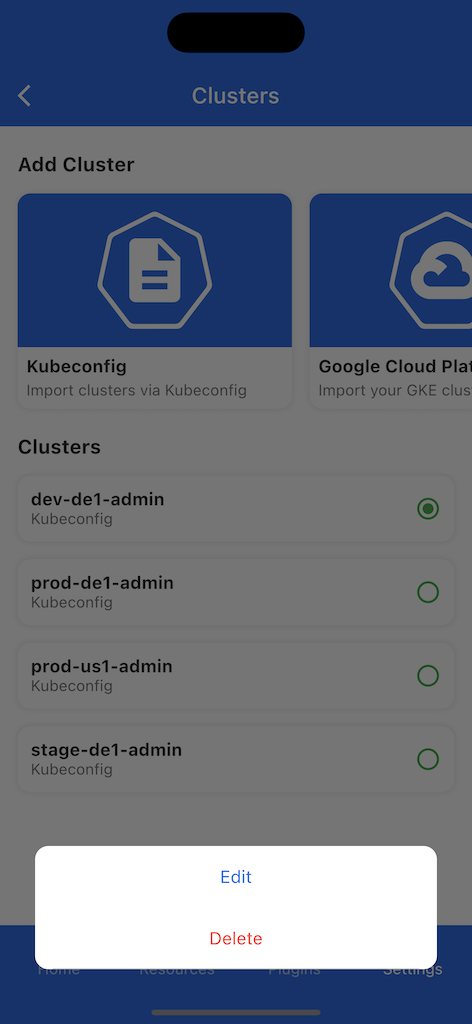 Clusters
Add Cluster
Kubeconfig
Import clusters via Kubeconfig
Google Cloud Plat
Import your GKE clus
Clusters
dev-de1-admin
Kubeconfig
prod-de1-admin
Kubeconfig
prod-us1-admin
Kubeconfig
stage-de1-admin
Kubeconfig
Edit
Delete
Home Resources Plugins Settings